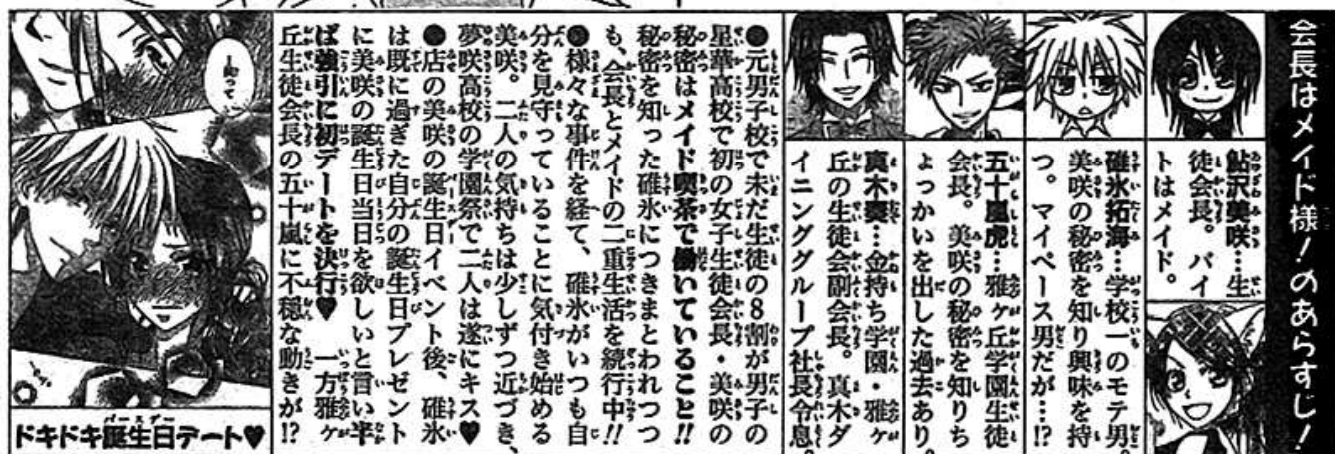 会長はメイド様!のあらすじ!
鮎沢美咲…生
徒会長。バイ
トはメイド。
碓氷拓海…学校一のモテ男。
美咲の秘密を知り興味を持
つ。マイペース男だが…!?
五十嵐虎…雅ヶ丘学園生徒
会長。美咲の秘密を知りち
ょっかいを出した過去あり。
真木奏…金持ち学園・雅ヶ
丘の生徒会副会長。真木ダ
イニンググループ社長令息。
●元男子校で未だ生徒の8割が男子の
星華高校で初の女子生徒会長・美咲の
秘密はメイド喫茶で働いていること!!
秘密を知った碓氷につきまとわれつつ
も、会長とメイドの二重生活を続行中!!
●様々な事件を経て、碓氷がいつも自
分を見守っていることに気付き始める
美咲。二人の気持ちは少しずつ近づき、
夢咲高校の学園祭で二人は遂にキス♥
●店の美咲の誕生日イベント後、碓氷
は既に過ぎた自分の誕生日プレゼント
に美咲の誕生日当日を欲しいと言い半
ば強引に初デートを決行♥ 一方雅ヶ
丘生徒会長の五十嵐に不穏な動きが!?
ドキドキ誕生日デート♥